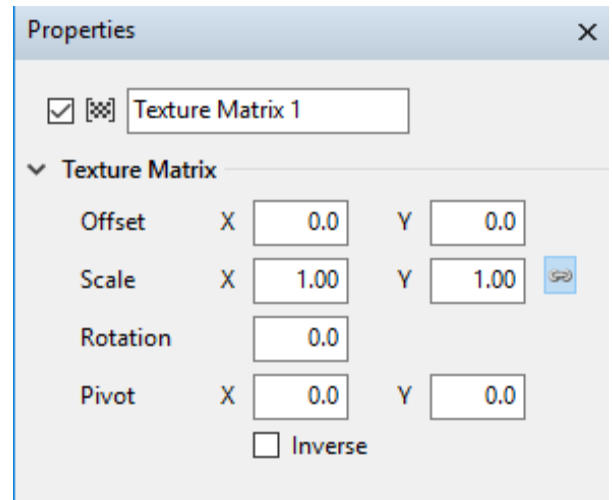 Properties
Texture Matrix 1
Texture Matrix
Offset X 0.0 Y 0.0
Scale X 1.00 Y 1.00
Rotation 0.0
Pivot X 0.0 Y 0.0
Inverse